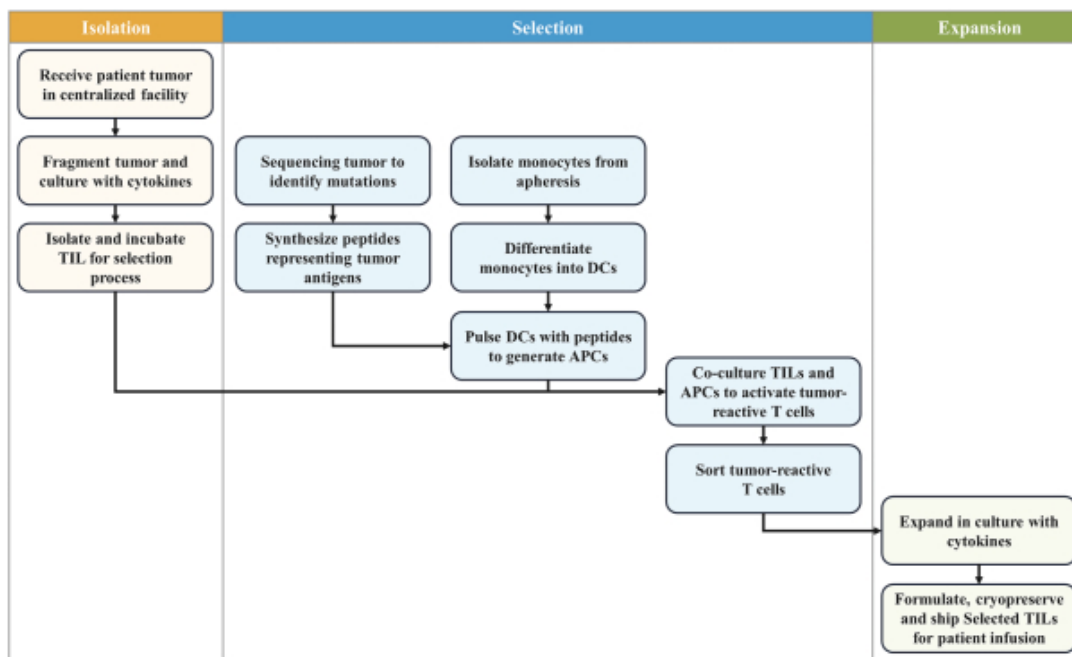 Isolation
Selection
Expansion
Receive patient tumor
in centralized facility
Fragment tumor and
culture with cytokines
Isolate and incubate
TIL for selection
process
Sequencing tumor to
identify mutations
Synthesize peptides
representing tumor
antigens
Isolate monocytes from
apheresis
Differentiate
monocytes into DCs
Pulse DCs with peptides
to generate APCs
Co-culture TILs and
APCs to activate tumor-
reactive T cells
Sort tumor-reactive
T cells
Expand in culture with
cytokines
Formulate, cryopreserve
and ship Selected TILs
for patient infusion